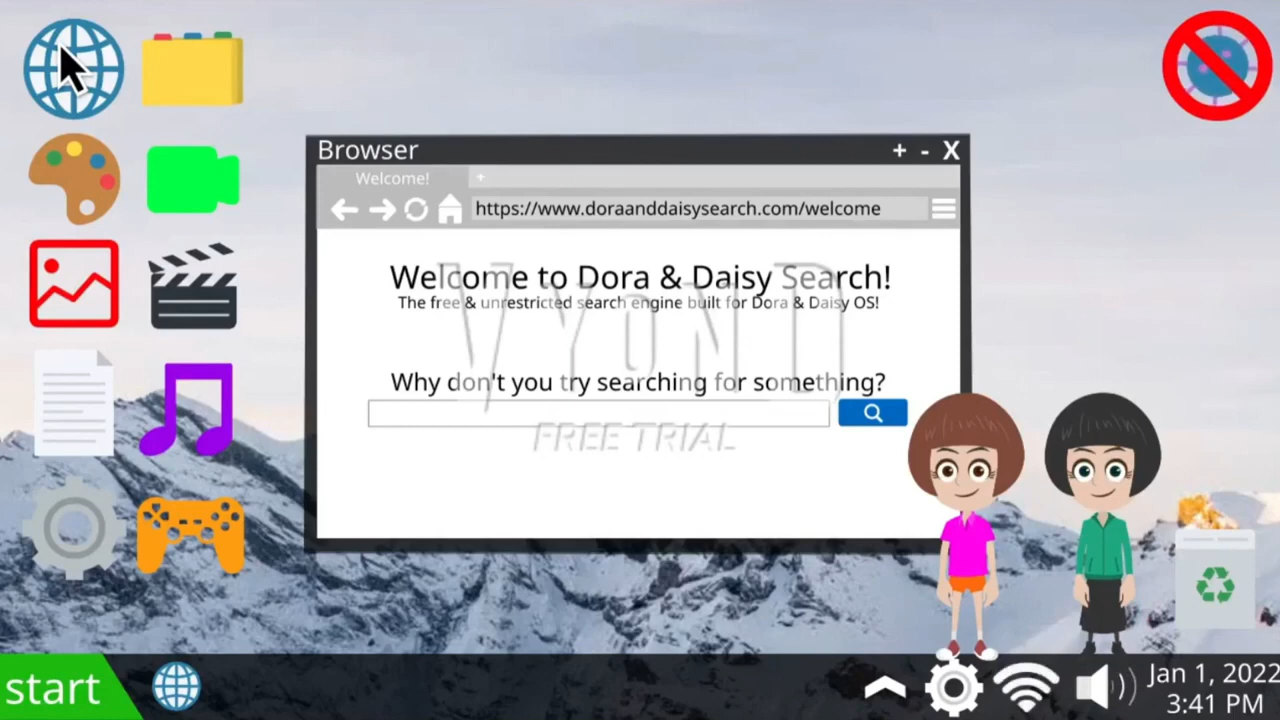 Browser
+ - X
Welcome!
+
https://www.doraanddaisysearch.com/welcome
Welcome to Dora & Daisy Search!
The free & unrestricted search engine built for Dora & Daisy OS!
VYOND
Why don't you try searching for something?
FREE TRIAL
start
Jan 1, 2022
3:41 PM